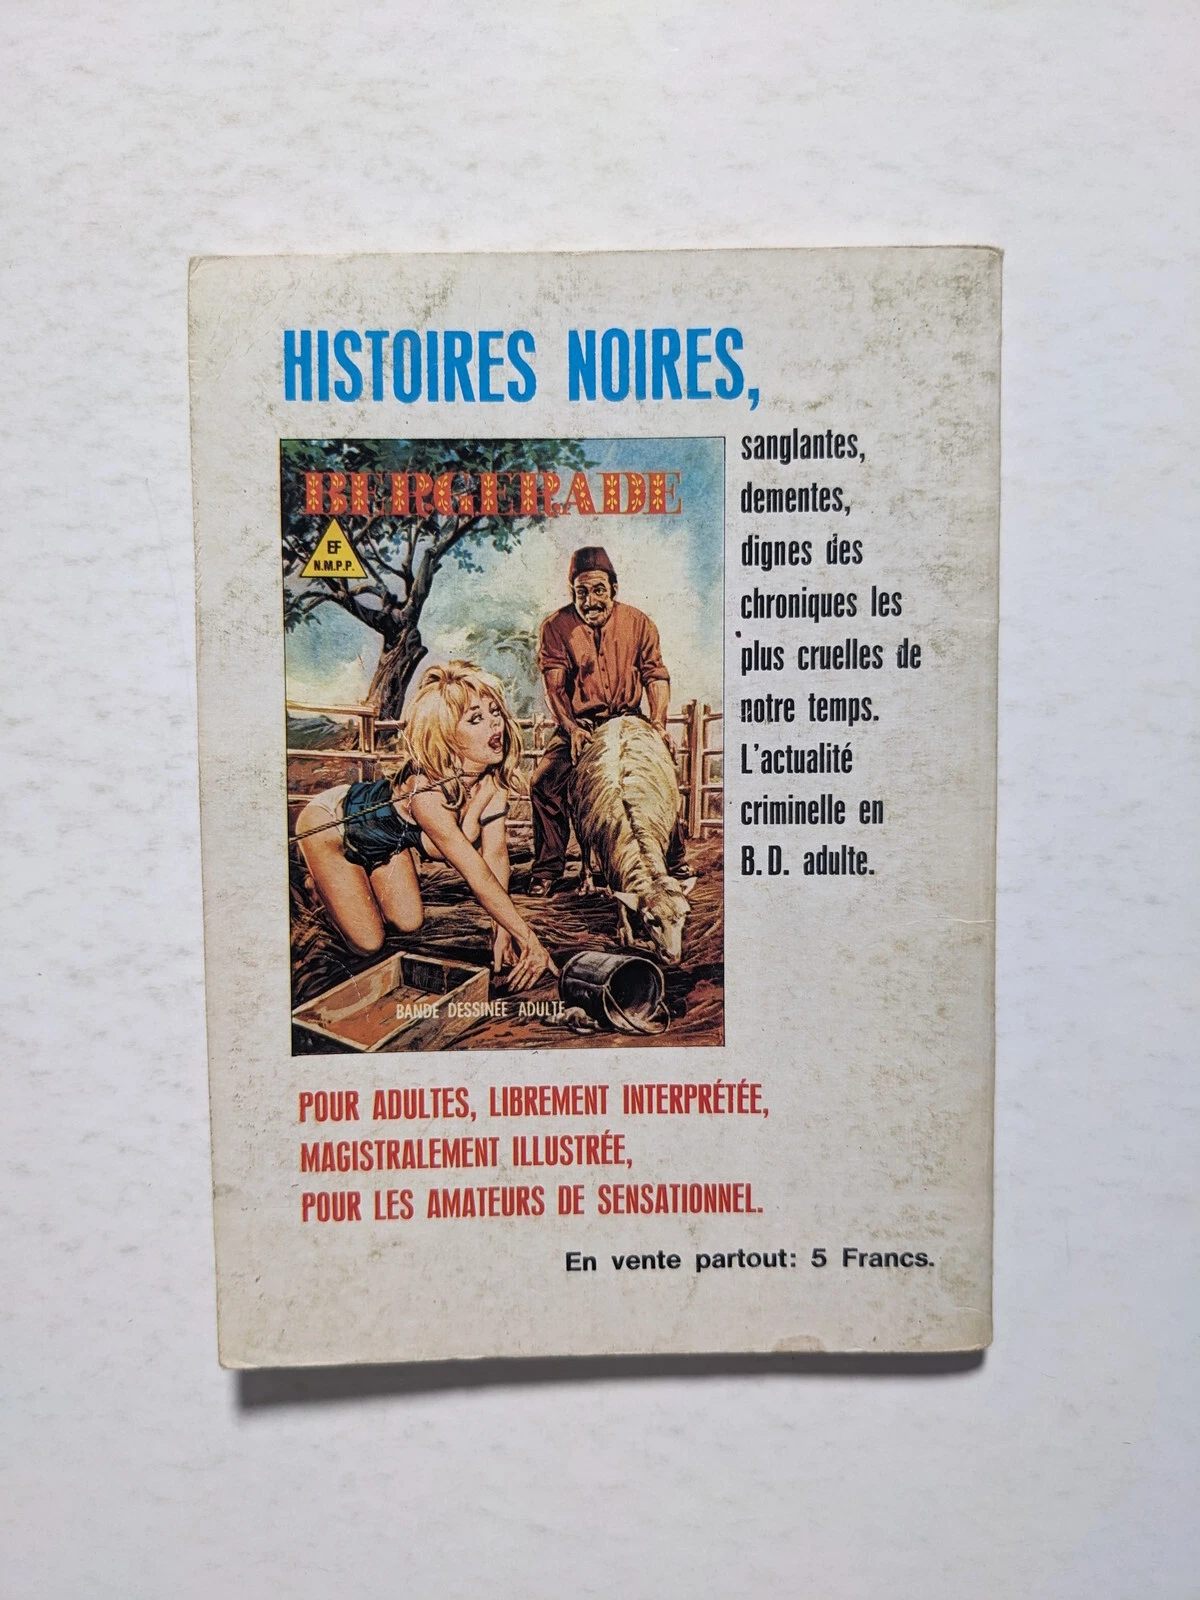 HISTOIRES NOIRES,
BERGERADE
EF
N.M.P.P.
BANDE DESSINÉE ADULTE
sanglantes,
dementes,
dignes des
chroniques les
plus cruelles de
notre temps.
L'actualité
criminelle en
B.D. adulte.
POUR ADULTES, LIBREMENT INTERPRÉTÉE,
MAGISTRALEMENT ILLUSTRÉE,
POUR LES AMATEURS DE SENSATIONNEL.
En vente partout: 5 Francs.